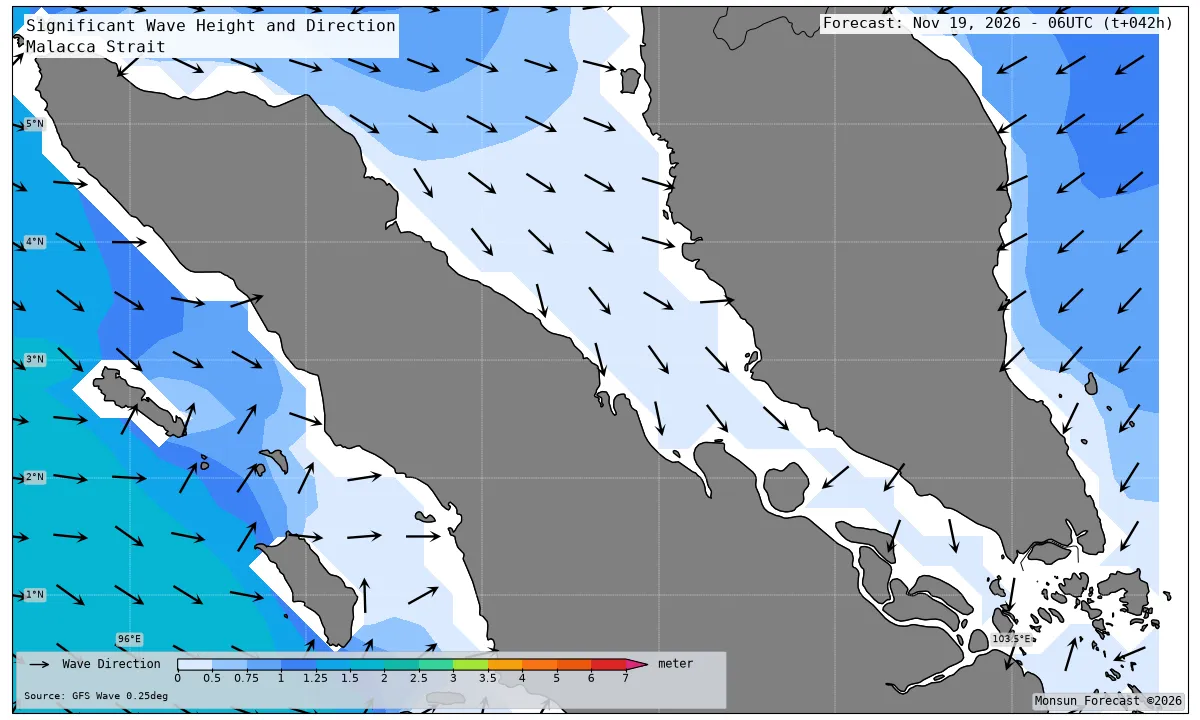 Significant Wave Height and Direction
Malacca Strait
Forecast: Nov 19, 2026 - 06UTC (t+042h)
5°N
4°N
3°N
2°N
1°N
96°E
103.5°E
Wave Direction
meter
0 0.5 0.75 1 1.25 1.5 2 2.5 3 3.5 4 5 6 7
Source: GFS Wave 0.25deg
Monsun Forecast ©2026